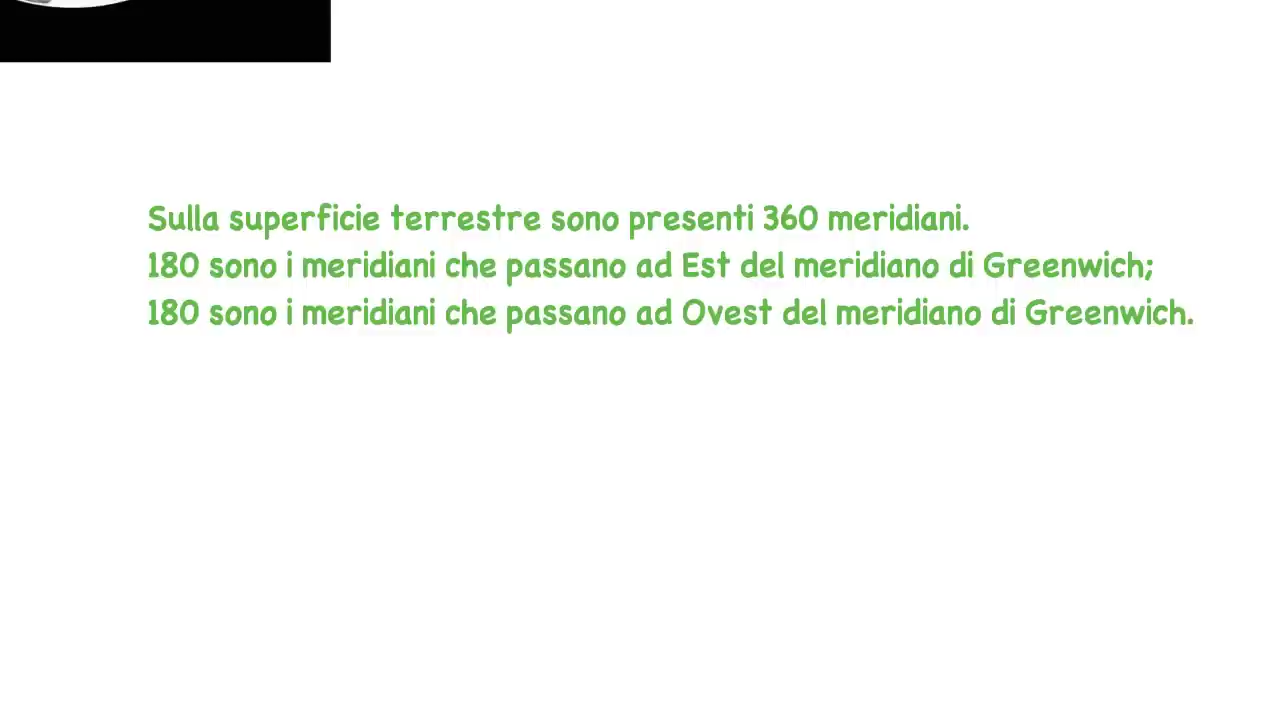 Sulla superficie terrestre sono presenti 360 meridiani.
180 sono i meridiani che passano ad Est del meridiano di Greenwich;
180 sono i meridiani che passano ad Ovest del meridiano di Greenwich.